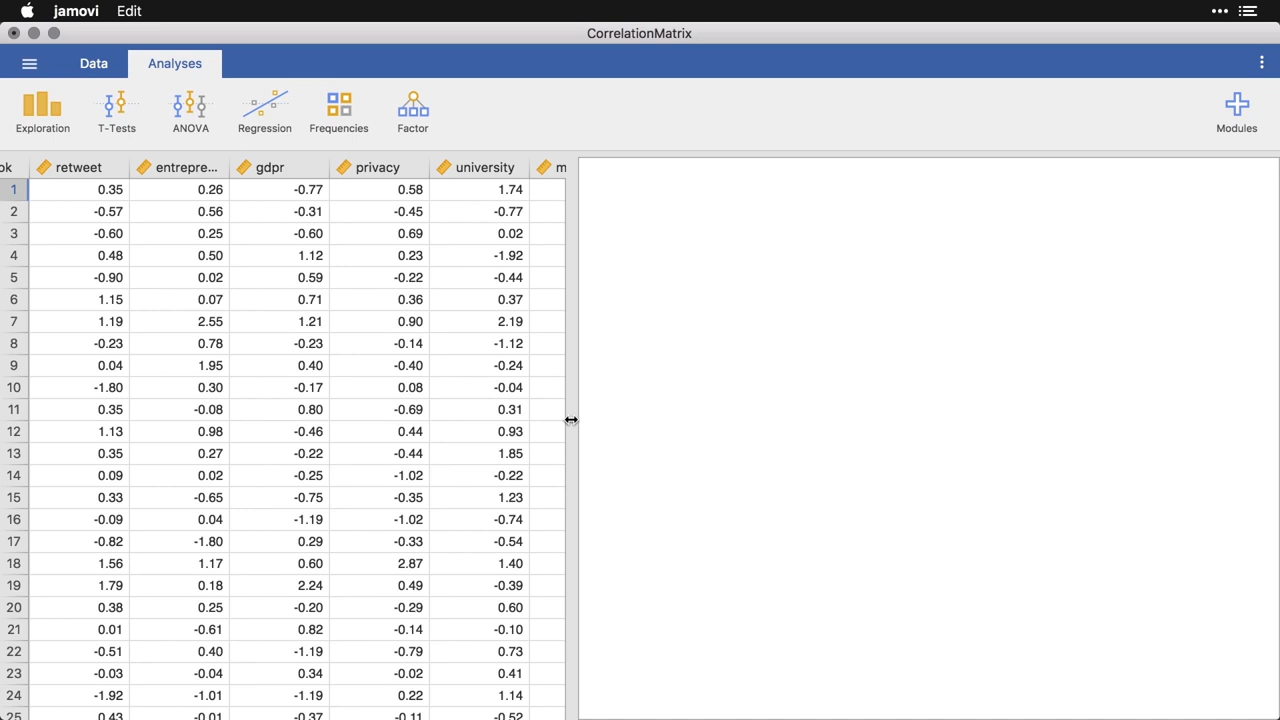 jamovi Edit
CorrelationMatrix
Data Analyses
Exploration T-Tests ANOVA Regression Frequencies Factor Modules
ok retweet entrepre... gdpr privacy university m
1 0.35 0.26 -0.77 0.58 1.74
2 -0.57 0.56 -0.31 -0.45 -0.77
3 -0.60 0.25 -0.60 0.69 0.02
4 0.48 0.50 1.12 0.23 -1.92
5 -0.90 0.02 0.59 -0.22 -0.44
6 1.15 0.07 0.71 0.36 0.37
7 1.19 2.55 1.21 0.90 2.19
8 -0.23 0.78 -0.23 -0.14 -1.12
9 0.04 1.95 0.40 -0.40 -0.24
10 -1.80 0.30 -0.17 0.08 -0.04
11 0.35 -0.08 0.80 -0.69 0.31
12 1.13 0.98 -0.46 0.44 0.93
13 0.35 0.27 -0.22 -0.44 1.85
14 0.09 0.02 -0.25 -1.02 -0.22
15 0.33 -0.65 -0.75 -0.35 1.23
16 -0.09 0.04 -1.19 -1.02 -0.74
17 -0.82 -1.80 0.29 -0.33 -0.54
18 1.56 1.17 0.60 2.87 1.40
19 1.79 0.18 2.24 0.49 -0.39
20 0.38 0.25 -0.20 -0.29 0.60
21 0.01 -0.61 0.82 -0.14 -0.10
22 -0.51 0.40 -1.19 -0.79 0.73
23 -0.03 -0.04 0.34 -0.02 0.41
24 -1.92 -1.01 -1.19 0.22 1.14
25 0.43 -0.01 -0.37 -0.11 -0.52